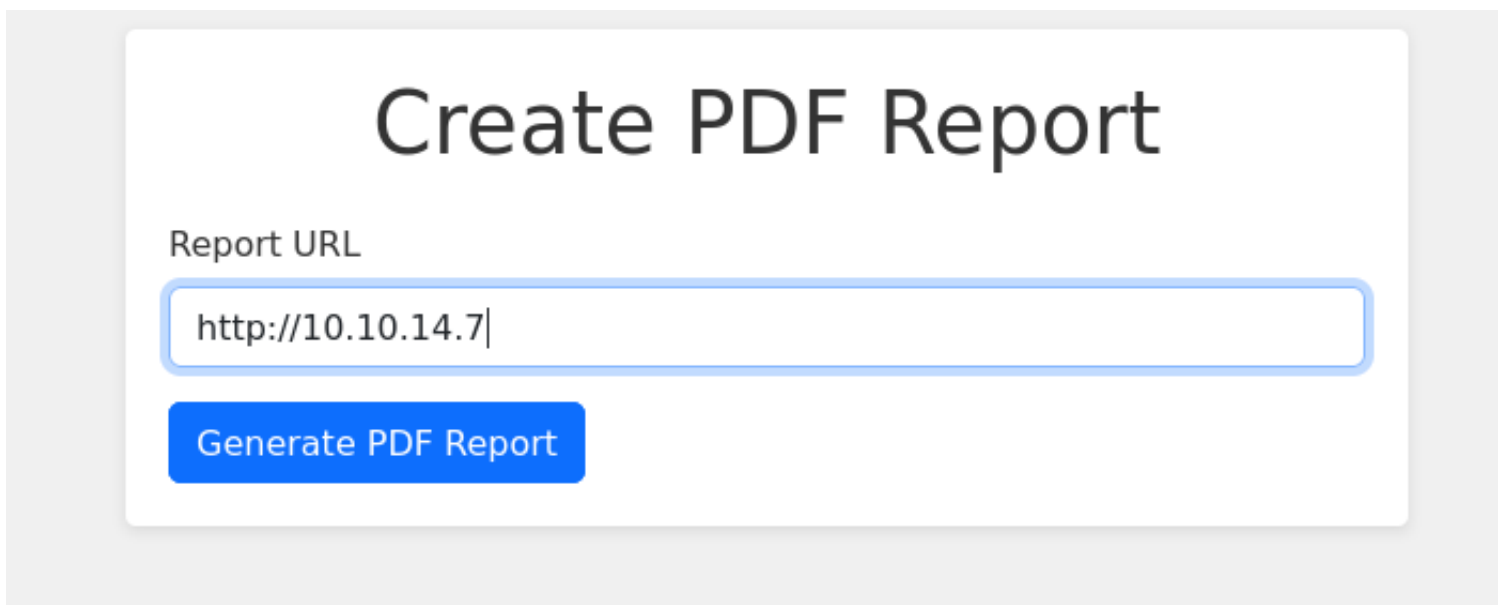 Create PDF Report
Report URL
http://10.10.14.7
Generate PDF Report